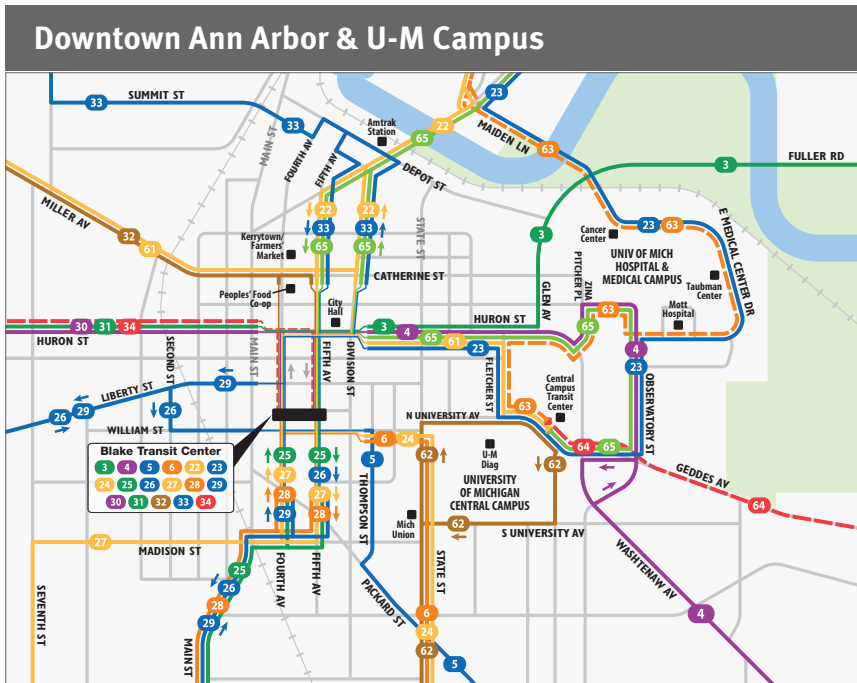 Downtown Ann Arbor & U-M Campus
23
SUMMIT ST
33
33
Amtrak
Station
22
65
MAIDEN LN
63
MAIN ST
FOURTH AV
FIFTH AV
DEPOT ST
3
FULLER RD
MILLER AV
32
61
22
22
33
33
65
65
STATE ST
Kerrytown/
Farmers'
Market
CATHERINE ST
Peoples' Food
Co-op
City
Hall
3
GLEN AV
Cancer
Center
23
63
E MEDICAL CENTER DR
UNIV OF MICH
HOSPITAL &
MEDICAL CAMPUS
Taubman
Center
ZINA
PITCHER PL
63
65
Mott
Hospital
30
31
34
HURON ST
3
HURON ST
4
65
61
23
4
23
SECOND ST
MAIN ST
FIFTH AV
DIVISION ST
FLETCHER ST
OBSERVATORY ST
LIBERTY ST
29
26
29
26
WILLIAM ST
Central
Campus
Transit
Center
63
N UNIVERSITY AV
64
65
Blake Transit Center
3
4
5
6
22
23
24
25
26
27
28
29
30
31
32
33
34
6
24
62
5
25
25
27
26
28
27
29
28
THOMPSON ST
U-M
Diag
62
UNIVERSITY
OF MICHIGAN
CENTRAL CAMPUS
GEDDES AV
64
Mich
Union
62
S UNIVERSITY AV
27
MADISON ST
SEVENTH ST
FOURTH AV
FIFTH AV
STATE ST
PACKARD ST
WASHTENAW AV
25
26
28
29
MAIN ST
6
24
62
5
4